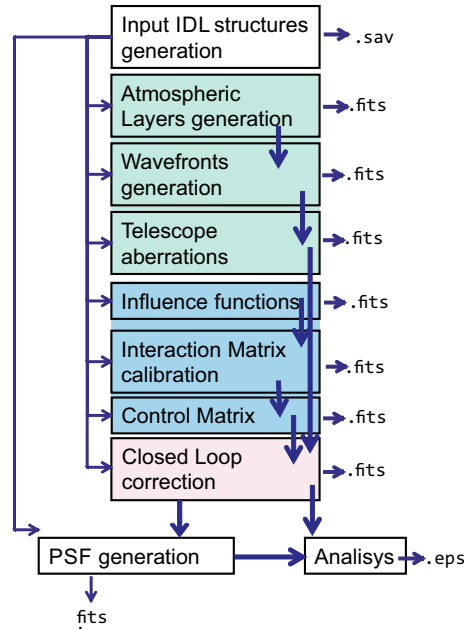 Input IDL structures
generation
.sav
Atmospheric
Layers generation
.fits
Wavefronts
generation
.fits
Telescope
aberrations
.fits
Influence functions
.fits
Interaction Matrix
calibration
.fits
Control Matrix
.fits
Closed Loop
correction
.fits
PSF generation
Analisys
.eps
fits